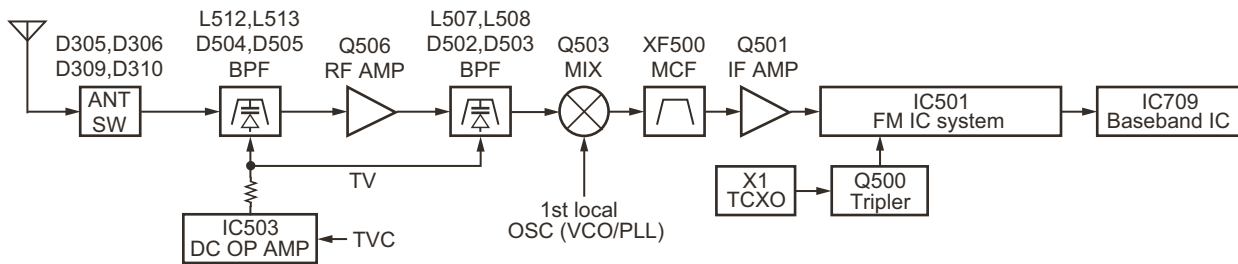 D305,D306
D309,D310
ANT
SW
L512,L513
D504,D505
BPF
Q506
RF AMP
L507,L508
D502,D503
BPF
Q503
MIX
XF500
MCF
Q501
IF AMP
IC501
FM IC system
IC709
Baseband IC
TV
X1
TCXO
Q500
Tripler
1st local
OSC (VCO/PLL)
IC503
DC OP AMP
TVC